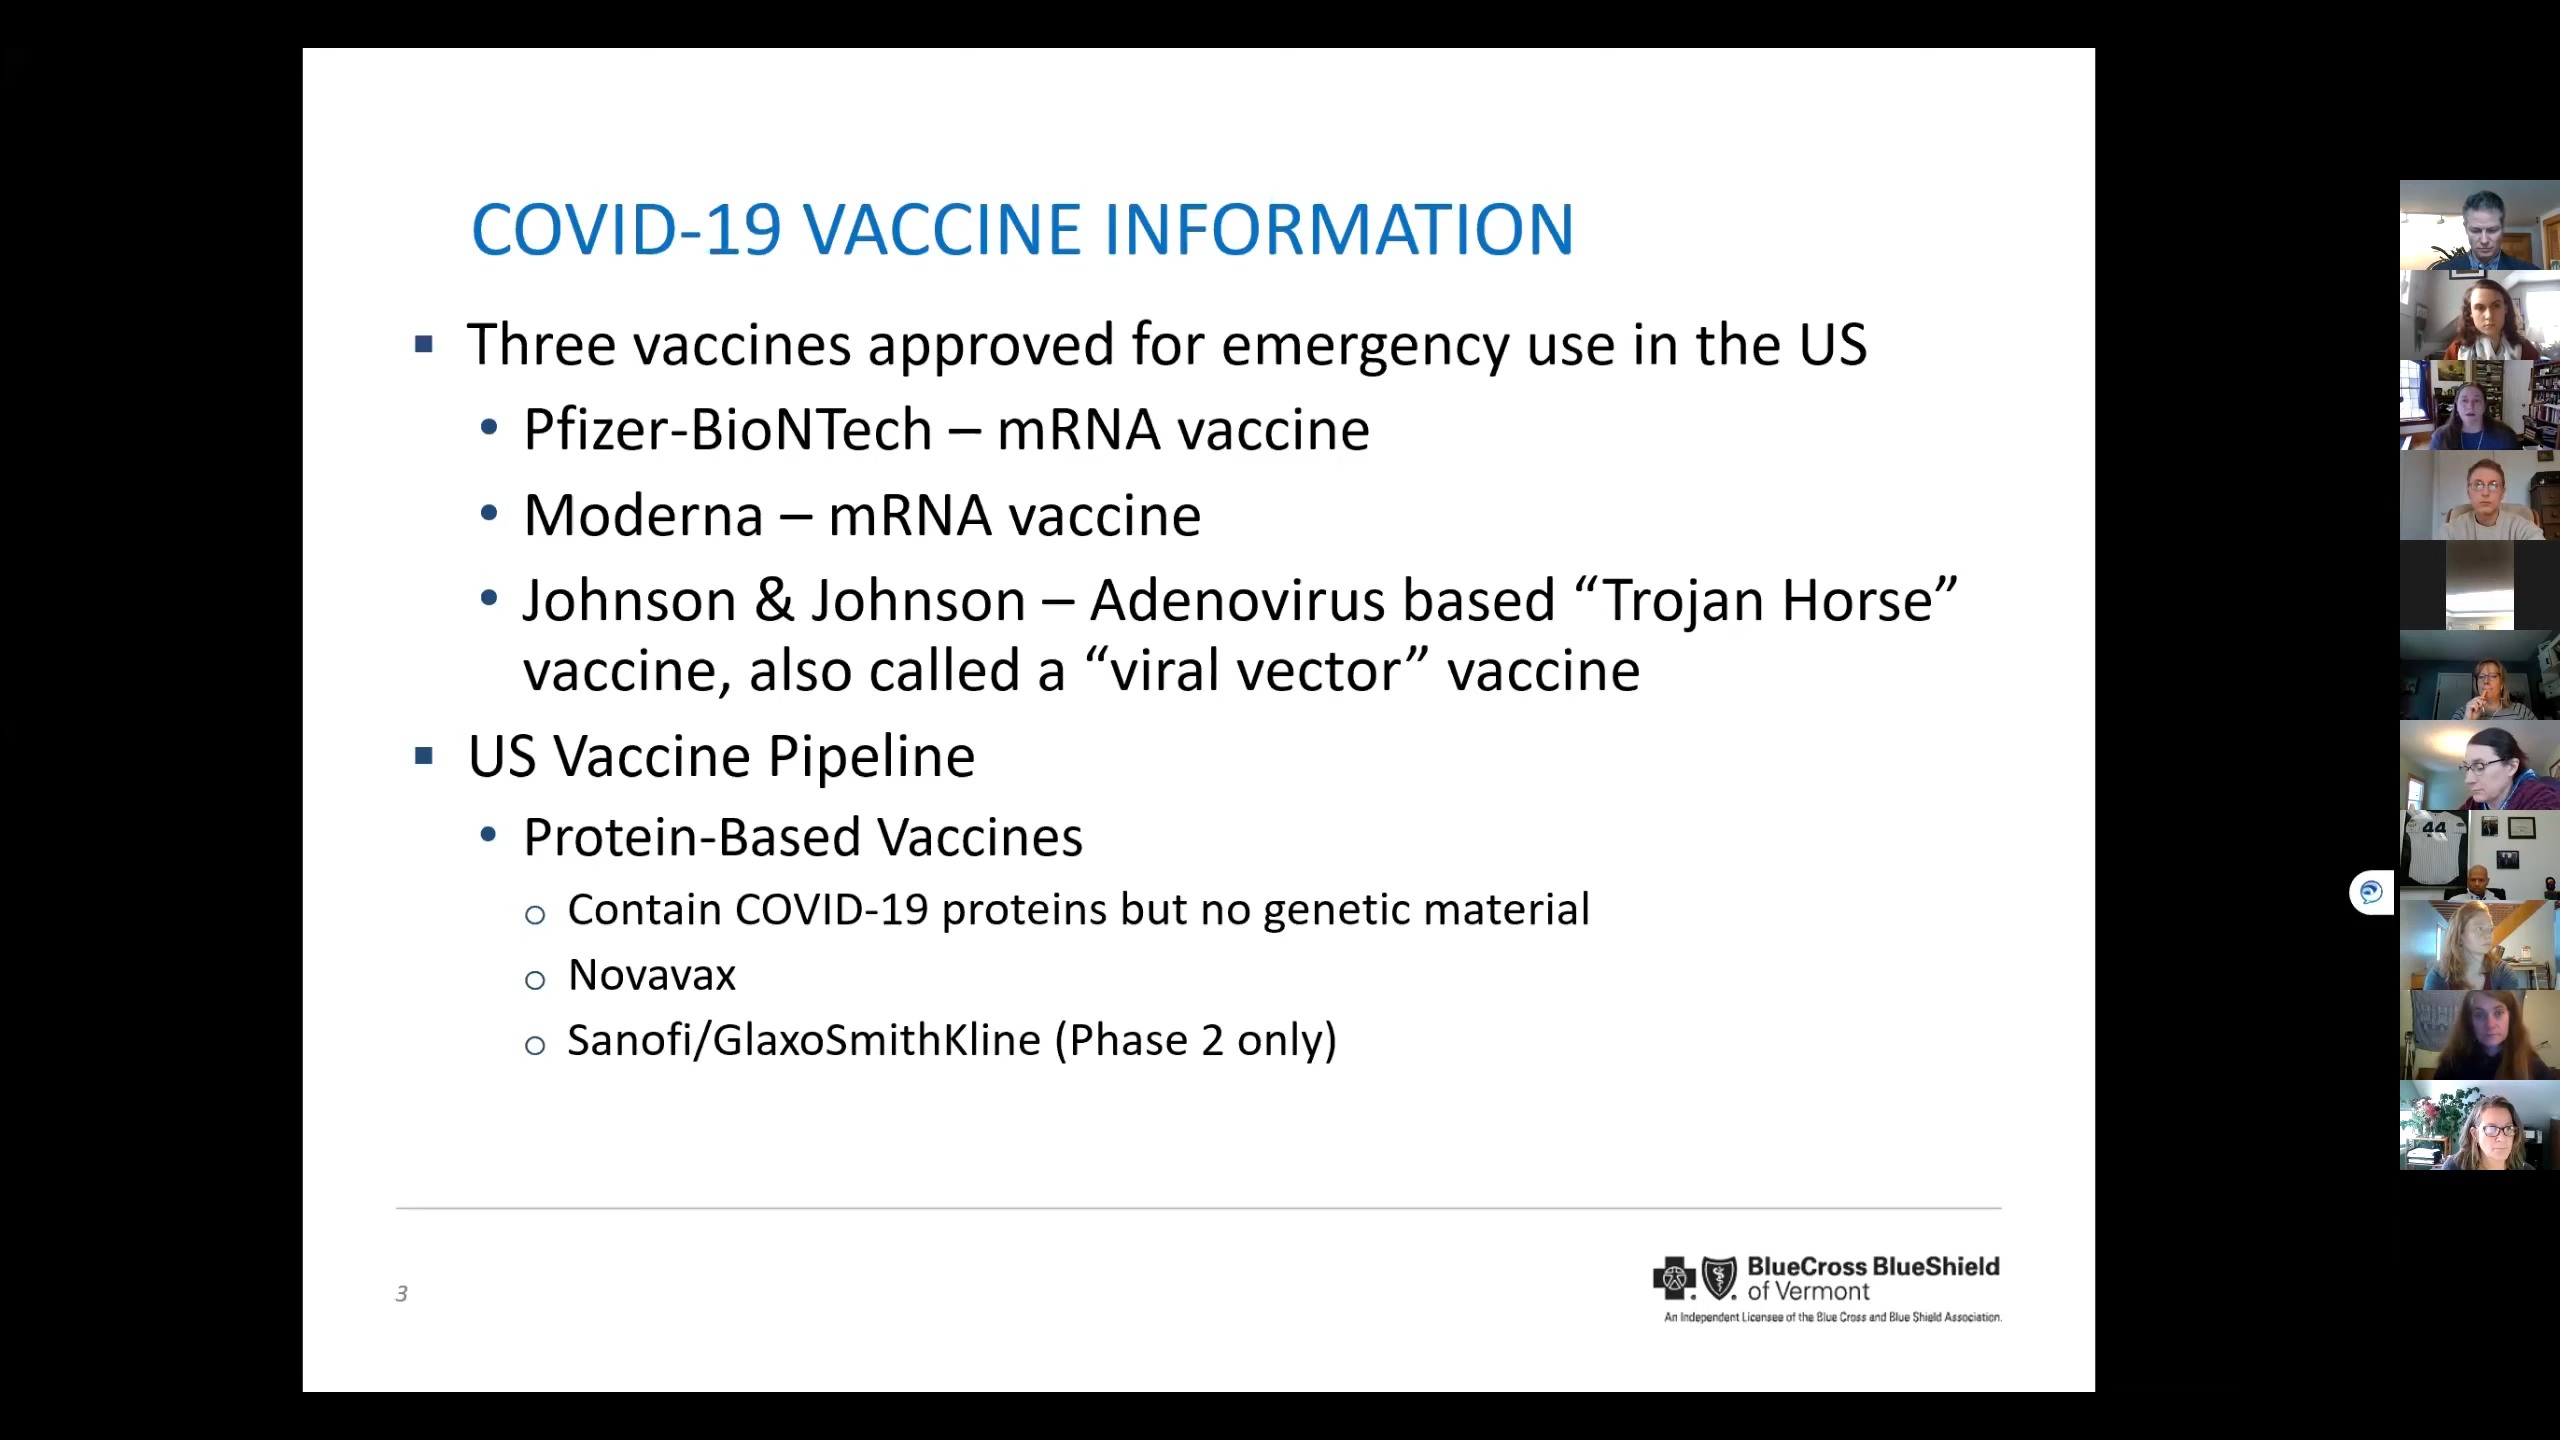 COVID-19 VACCINE INFORMATION
▪ Three vaccines approved for emergency use in the US
• Pfizer-BioNTech – mRNA vaccine
• Moderna – mRNA vaccine
• Johnson & Johnson – Adenovirus based “Trojan Horse”
vaccine, also called a “viral vector” vaccine
▪ US Vaccine Pipeline
• Protein-Based Vaccines
o Contain COVID-19 proteins but no genetic material
o Novavax
o Sanofi/GlaxoSmithKline (Phase 2 only)
3
BlueCross BlueShield
of Vermont
An Independent Licensee of the Blue Cross and Blue Shield Association.
44